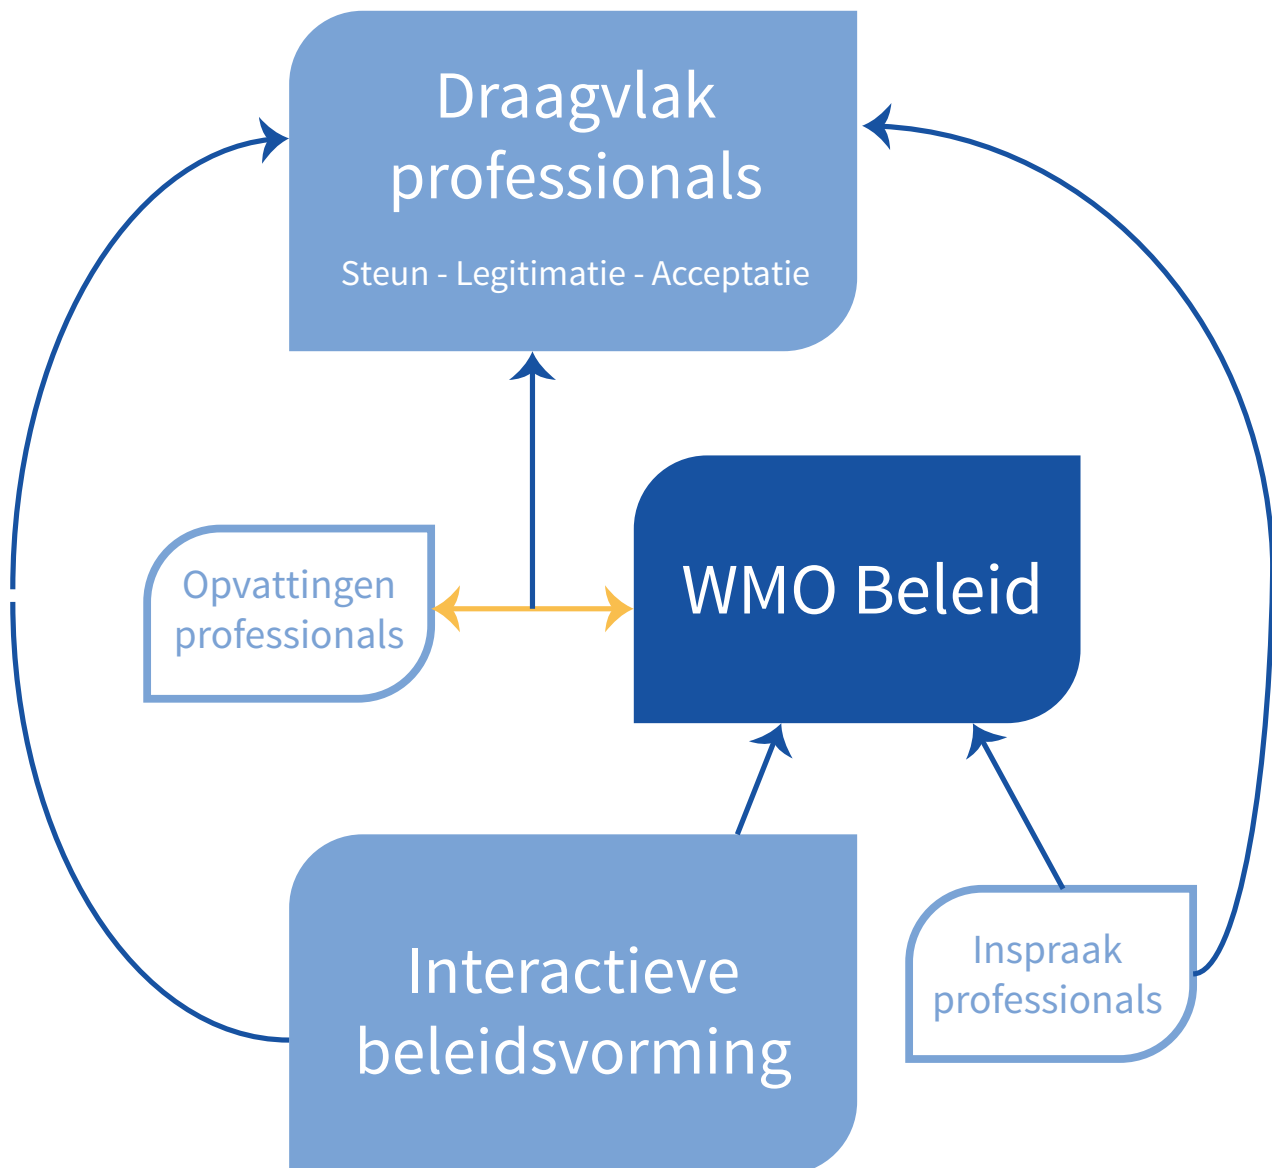 Draagvlak
professionals
Steun - Legitimatie - Acceptatie
WMO Beleid
Opvattingen
professionals
Interactieve
beleidsvorming
Inspraak
professionals